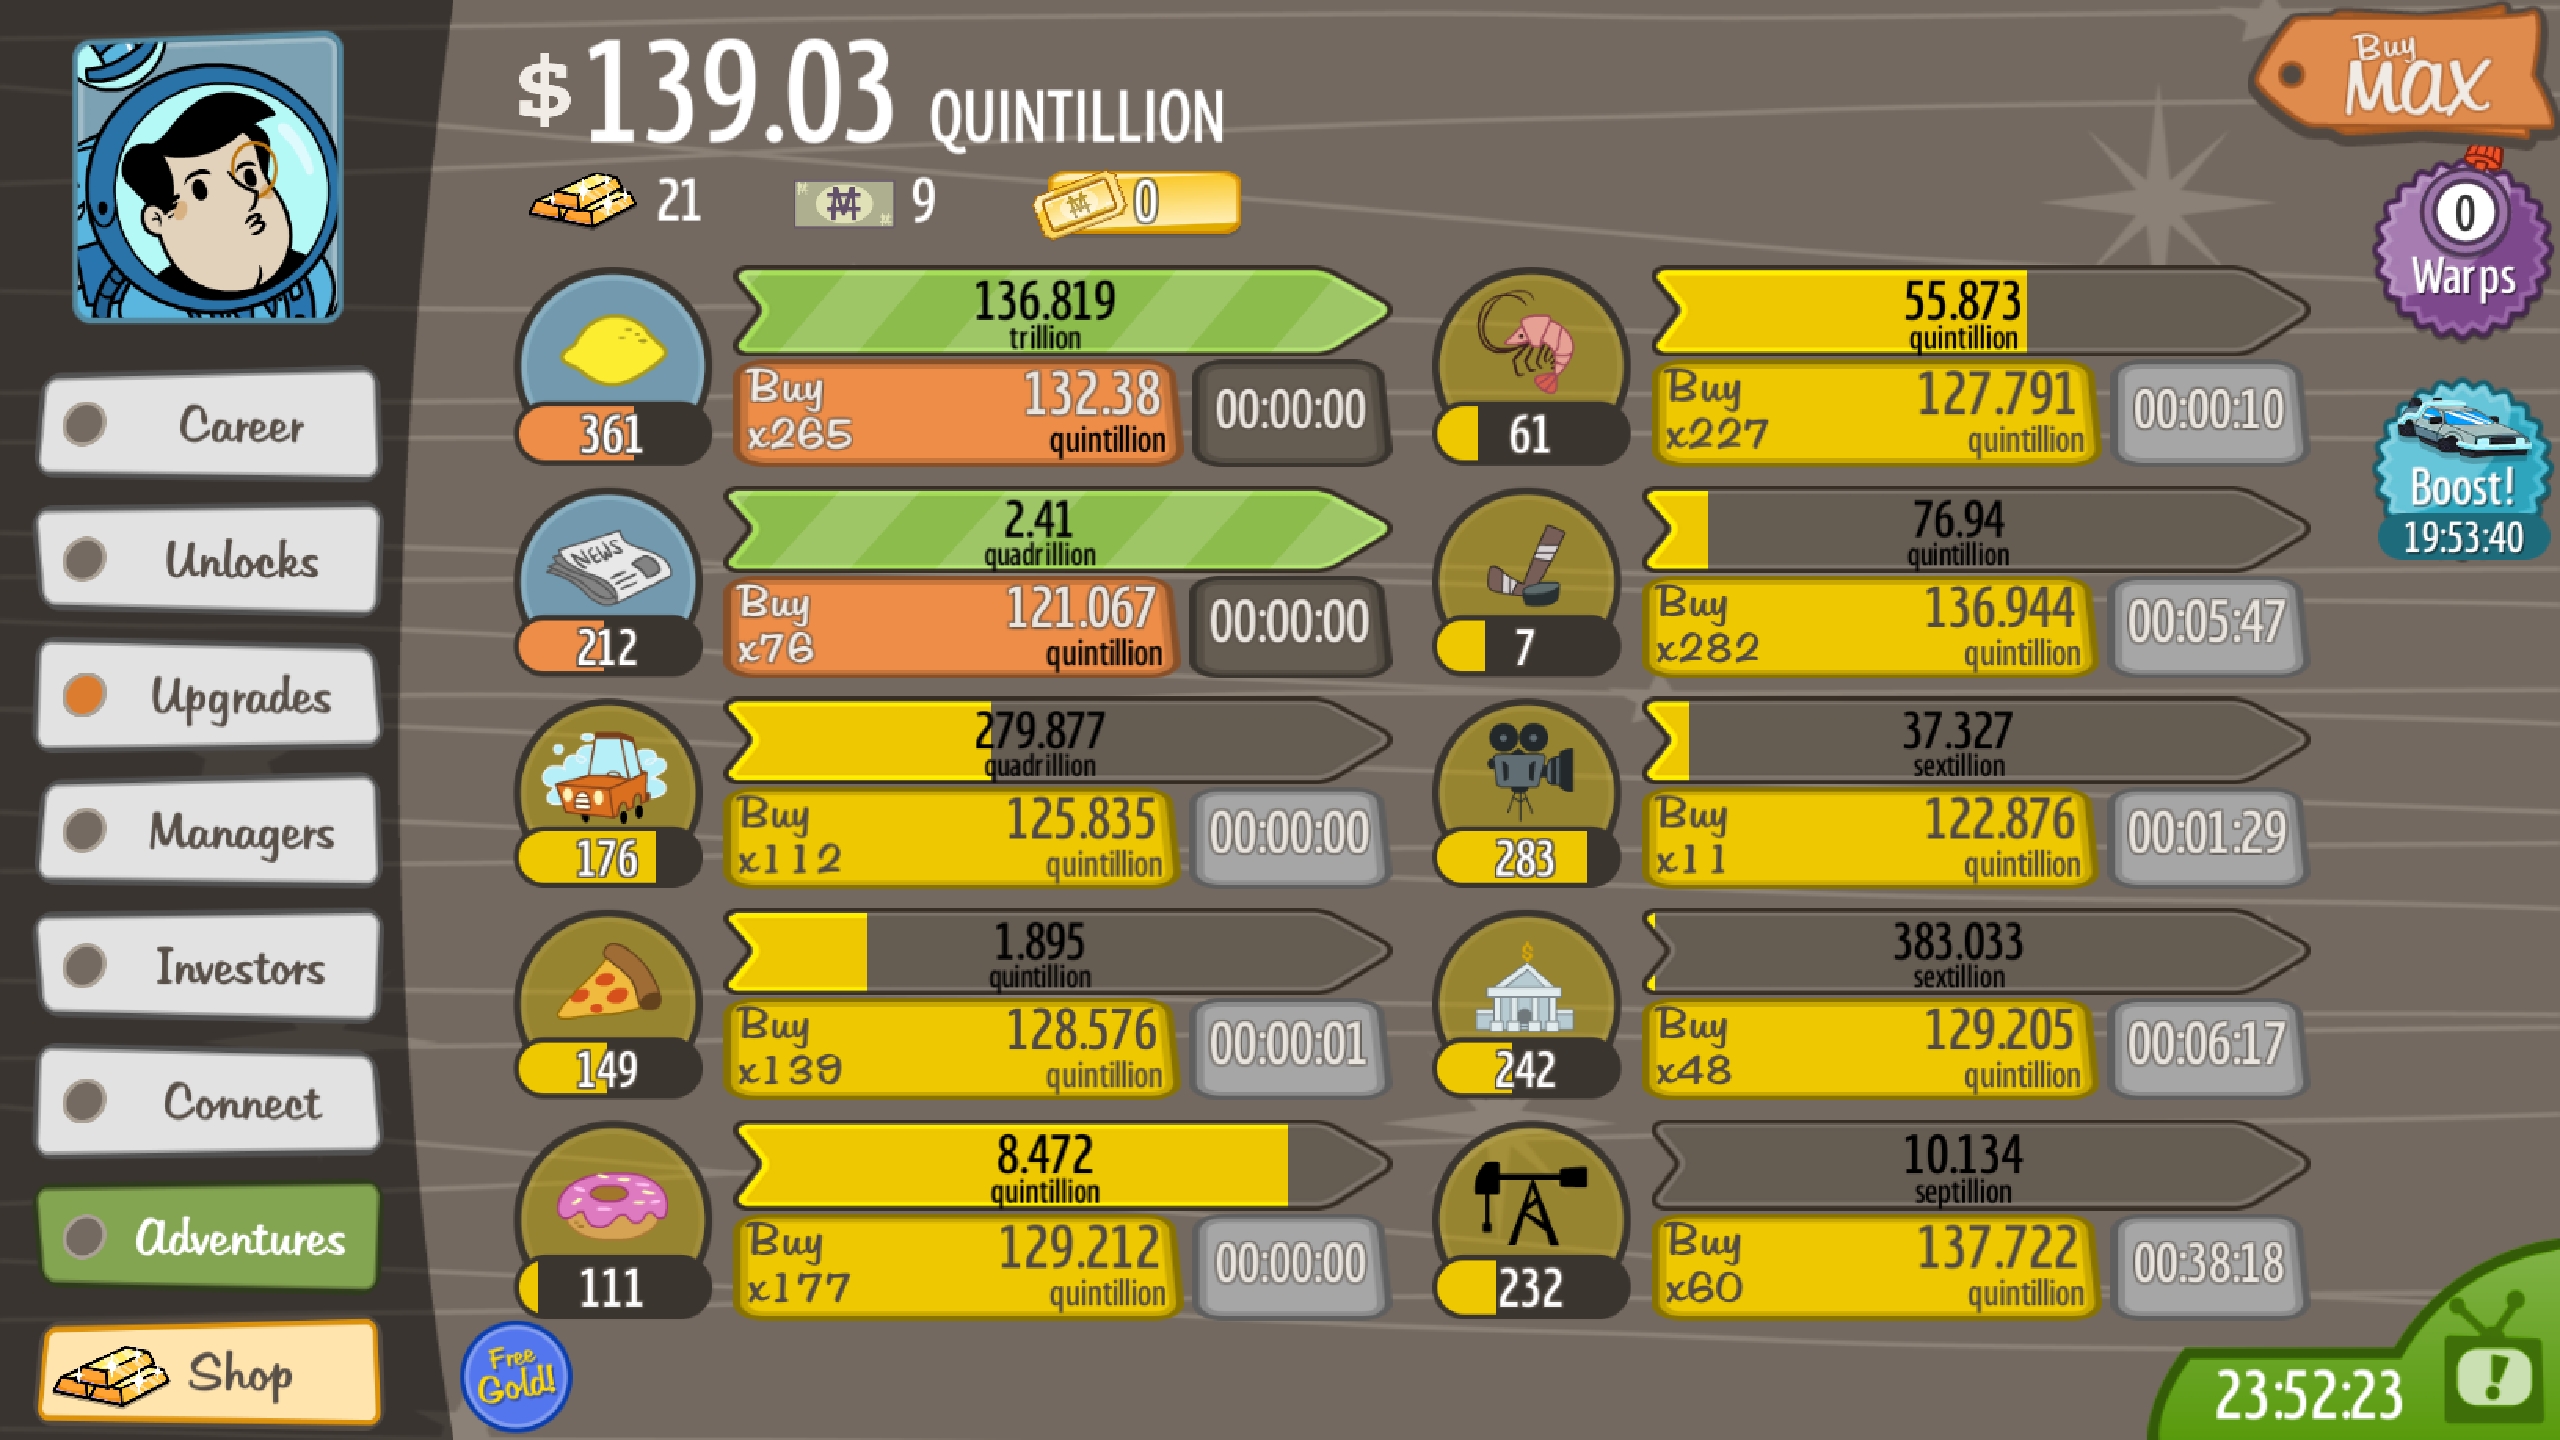 $139.03 QUINTILLION
Buy
MAX
21
9
0
0
Warps
Boost!
19:53:40
Career
Unlocks
Upgrades
Managers
Investors
Connect
Adventures
Shop
136.819
trillion
361
Buy
x265
132.38
quintillion
00:00:00
NEWS
2.41
quadrillion
212
Buy
x76
121.067
quintillion
00:00:00
279.877
quadrillion
176
Buy
x112
125.835
quintillion
00:00:00
1.895
quintillion
149
Buy
x139
128.576
quintillion
00:00:01
8.472
quintillion
111
Buy
x177
129.212
quintillion
00:00:00
55.873
quintillion
61
Buy
x227
127.791
quintillion
00:00:10
76.94
quintillion
7
Buy
x282
136.944
quintillion
00:05:47
37.327
sextillion
283
Buy
x11
122.876
quintillion
00:01:29
383.033
sextillion
$
242
Buy
x48
129.205
quintillion
00:06:17
10.134
septillion
232
Buy
x60
137.722
quintillion
00:38:18
Free
Gold!
23:52:23
!